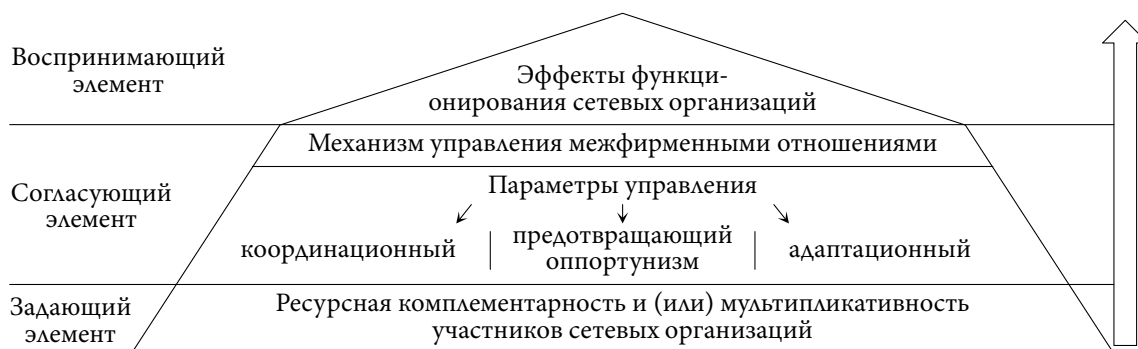 Воспринимающий
элемент
Эффекты функци-
онирования сетевых организаций
Механизм управления межфирменными отношениями
Согласующий
элемент
Параметры управления
координационный
предотвращающий
оппортунизм
адаптационный
Задающий
элемент
Ресурсная комплементарность и (или) мультипликативность
участников сетевых организаций